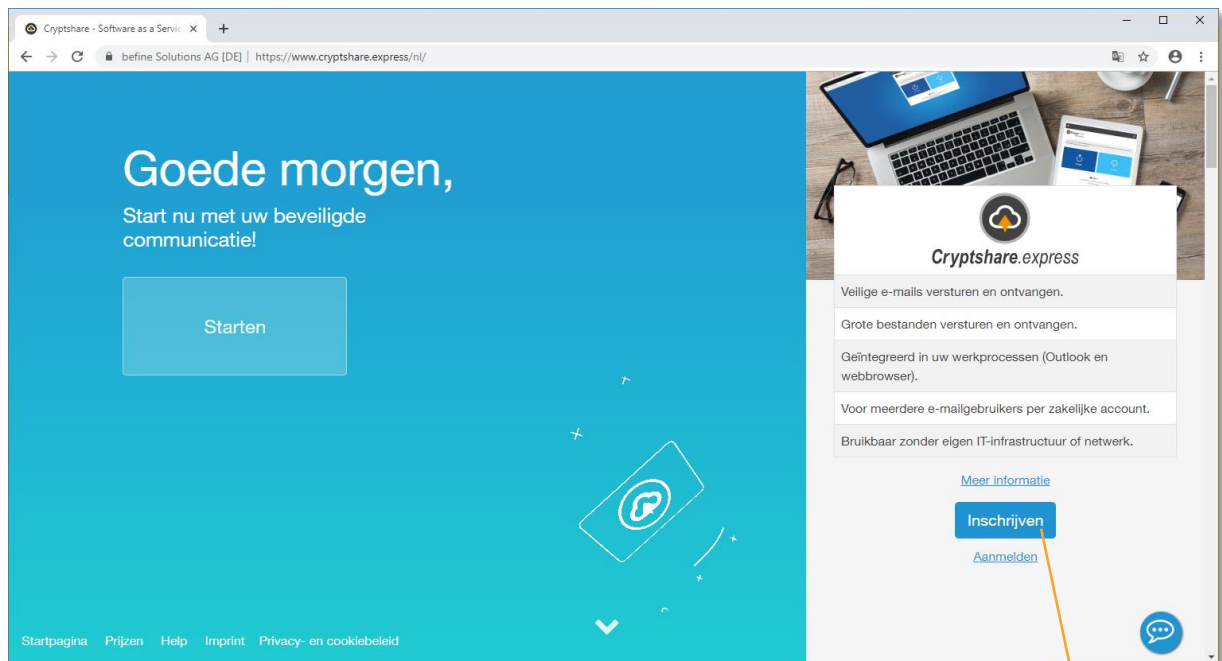 Cryptshare - Software as a Servic
befine Solutions AG [DE] | https://www.cryptshare.express/nl/
Goede morgen,
Start nu met uw beveiligde
communicatie!
Starten
Cryptshare.express
Veilige e-mails versturen en ontvangen.
Grote bestanden versturen en ontvangen.
Geïntegreerd in uw werkprocessen (Outlook en
webbrowser).
Voor meerdere e-mailgebruikers per zakelijke account.
Bruikbaar zonder eigen IT-infrastructuur of netwerk.
Meer informatie
Inschrijven
Aanmelden
Startpagina Prijzen Help Imprint Privacy- en cookiebeleid